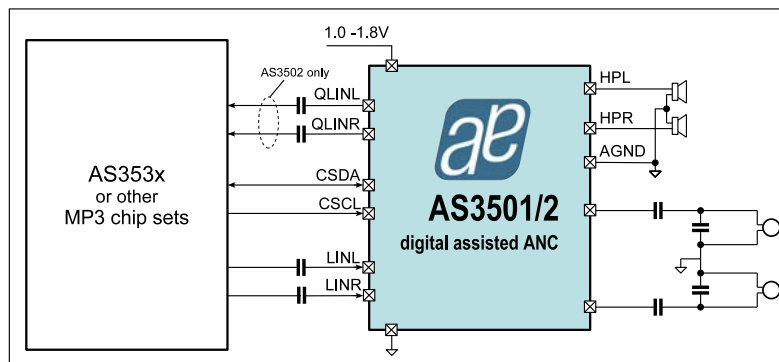 1.0 -1.8V
AS3502 only
QLINL
QLINR
CSDA
CSCL
LINL
LINR
AS353x
or other
MP3 chip sets
ae
AS3501/2
digital assisted ANC
HPL
HPR
AGND